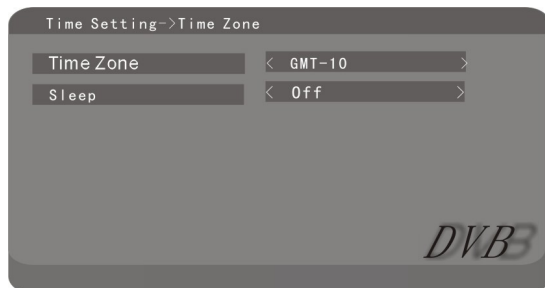 Time Setting->Time Zone
Time Zone < GMT-10 >
Sleep < Off >
DVB